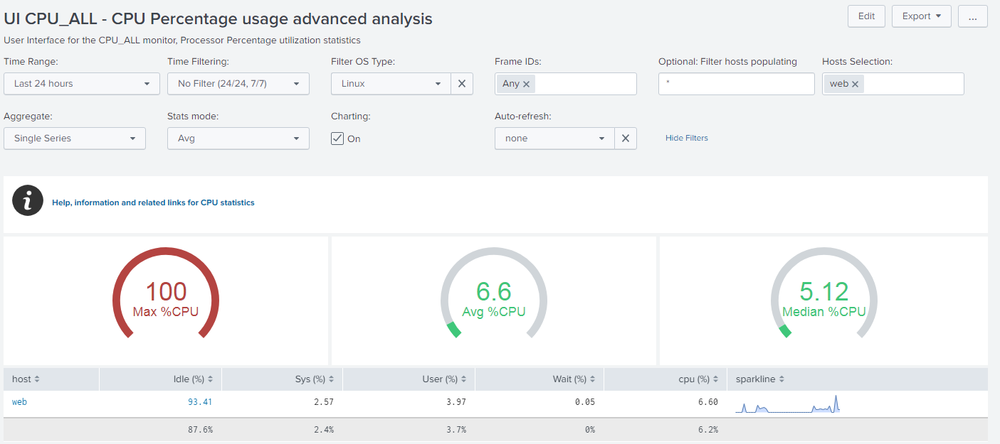 UI CPU_ALL - CPU Percentage usage advanced analysis
Edit
Export
...
User Interface for the CPU_ALL monitor, Processor Percentage utilization statistics
Time Range:
Time Filtering:
Filter OS Type:
Frame IDs:
Optional: Filter hosts populating
Hosts Selection:
Last 24 hours
No Filter (24/24, 7/7)
Linux
Any
*
web
Aggregate:
Stats mode:
Charting:
Auto-refresh:
Single Series
Avg
On
none
Hide Filters
i
Help, information and related links for CPU statistics
100
Max %CPU
6.6
Avg %CPU
5.12
Median %CPU
host Idle (%) Sys (%) User (%) Wait (%) cpu (%) sparkline
web 93.41 2.57 3.97 0.05 6.60
87.6% 2.4% 3.7% 0% 6.2%